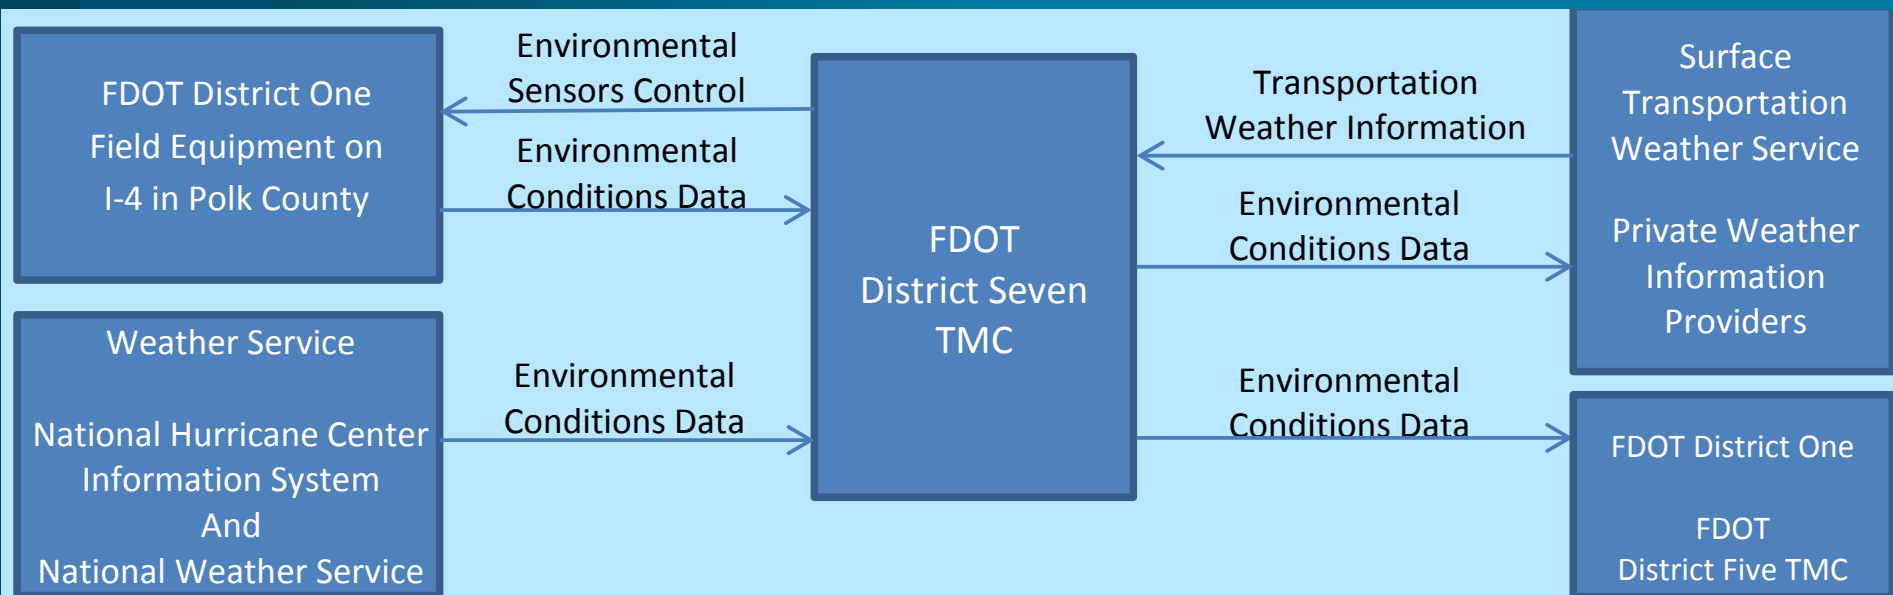 FDOT District One
Field Equipment on
I-4 in Polk County
Environmental
Sensors Control
Environmental
Conditions Data
Weather Service
National Hurricane Center
Information System
And
National Weather Service
Environmental
Conditions Data
FDOT
District Seven
TMC
Transportation
Weather Information
Environmental
Conditions Data
Environmental
Conditions Data
Surface
Transportation
Weather Service
Private Weather
Information
Providers
FDOT District One
FDOT
District Five TMC